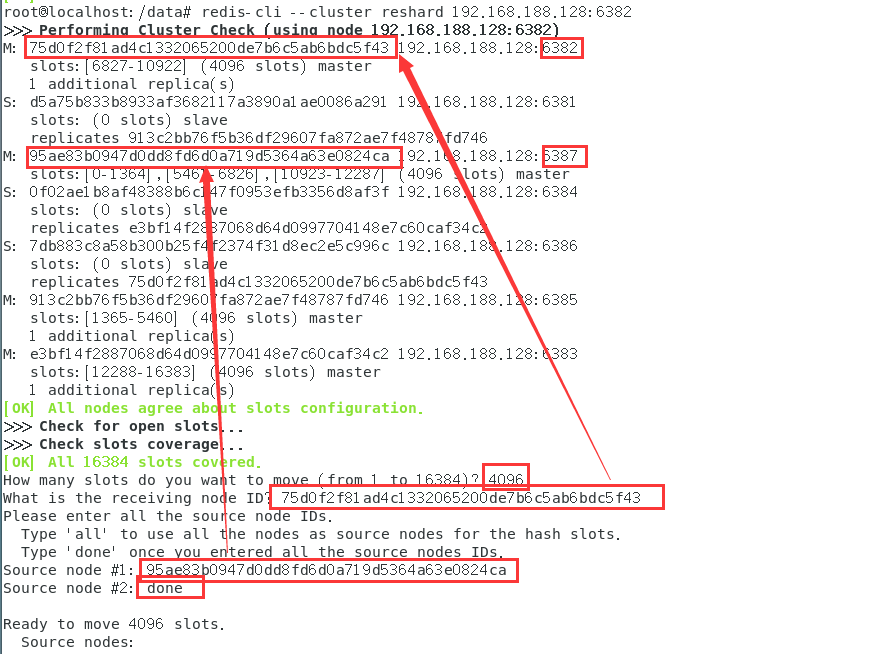 root@localhost:/data# redis-cli --cluster reshard 192.168.188.128:6382
>>> Performing Cluster Check (using node 192.168.188.128:6382)
M: 75d0f2f81ad4c1332065200de7b6c5ab6bdc5f43 192.168.188.128:6382
slots:[6827-10922] (4096 slots) master
1 additional replica(s)
S: d5a75b833b8933af3682117a3890a1ae0086a291 192.168.188.128:6381
slots: (0 slots) slave
replicates 913c2bb76f5b36df29607fa872ae7f48787fd746
M: 95ae83b0947d0dd8fd6d0a719d5364a63e0824ca 192.168.188.128:6387
slots:[0-1364],[5461-6826],[10923-12287] (4096 slots) master
S: 0f02ae1b8af48388b6c147f0953efb3356d8af3f 192.168.188.128:6384
slots: (0 slots) slave
replicates e3bf14f2887068d64d0997704148e7c60caf34c2
S: 7db883c8a58b300b25f4f2374f31d8ec2e5c996c 192.168.188.128:6386
slots: (0 slots) slave
replicates 75d0f2f81ad4c1332065200de7b6c5ab6bdc5f43
M: 913c2bb76f5b36df29607fa872ae7f48787fd746 192.168.188.128:6385
slots:[1365-5460] (4096 slots) master
1 additional replica(s)
M: e3bf14f2887068d64d0997704148e7c60caf34c2 192.168.188.128:6383
slots:[12288-16383] (4096 slots) master
1 additional replica(s)
[OK] All nodes agree about slots configuration.
>>> Check for open slots...
>>> Check slots coverage...
[OK] All 16384 slots covered.
How many slots do you want to move (from 1 to 16384)? 4096
What is the receiving node ID? 75d0f2f81ad4c1332065200de7b6c5ab6bdc5f43
Please enter all the source node IDs.
Type 'all' to use all the nodes as source nodes for the hash slots.
Type 'done' once you entered all the source nodes IDs.
Source node #1: 95ae83b0947d0dd8fd6d0a719d5364a63e0824ca
Source node #2: done
Ready to move 4096 slots.
Source nodes: